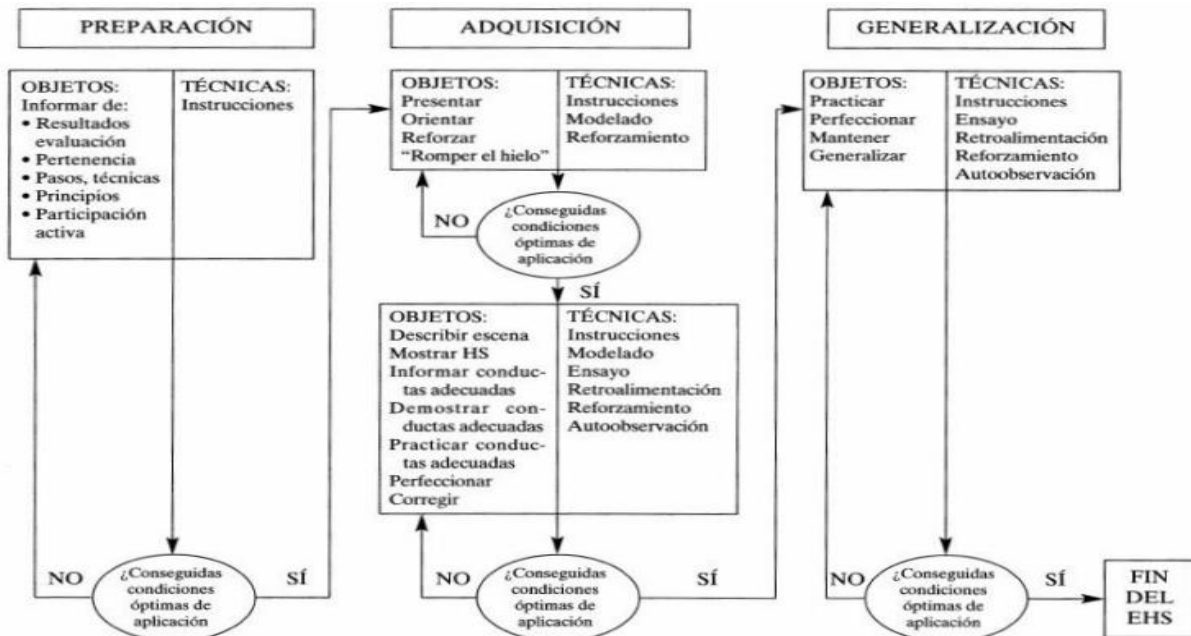 PREPARACIÓN
OBJETOS:
Informar de:
• Resultados
evaluación
• Pertenencia
• Pasos, técnicas
• Principios
• Participación
activa
TÉCNICAS:
Instrucciones
NO
¿Conseguidas
condiciones
óptimas de
aplicación
SÍ
ADQUISICIÓN
OBJETOS:
Presentar
Orientar
Reforzar
“Romper el hielo”
TÉCNICAS:
Instrucciones
Modelado
Reforzamiento
NO
¿Conseguidas
condiciones
óptimas de
aplicación
SÍ
OBJETOS:
Describir escena
Mostrar HS
Informar conduc-
tas adecuadas
Demostrar con-
ductas adecuadas
Practicar conduc-
tas adecuadas
Perfeccionar
Corregir
TÉCNICAS:
Instrucciones
Modelado
Ensayo
Retroalimentación
Reforzamiento
Autoobservación
NO
¿Conseguidas
condiciones
óptimas de
aplicación
SÍ
GENERALIZACIÓN
OBJETOS:
Practicar
Perfeccionar
Mantener
Generalizar
TÉCNICAS:
Instrucciones
Ensayo
Retroalimentación
Reforzamiento
Autoobservación
NO
¿Conseguidas
condiciones
óptimas de
aplicación
SÍ
FIN
DEL
EHS